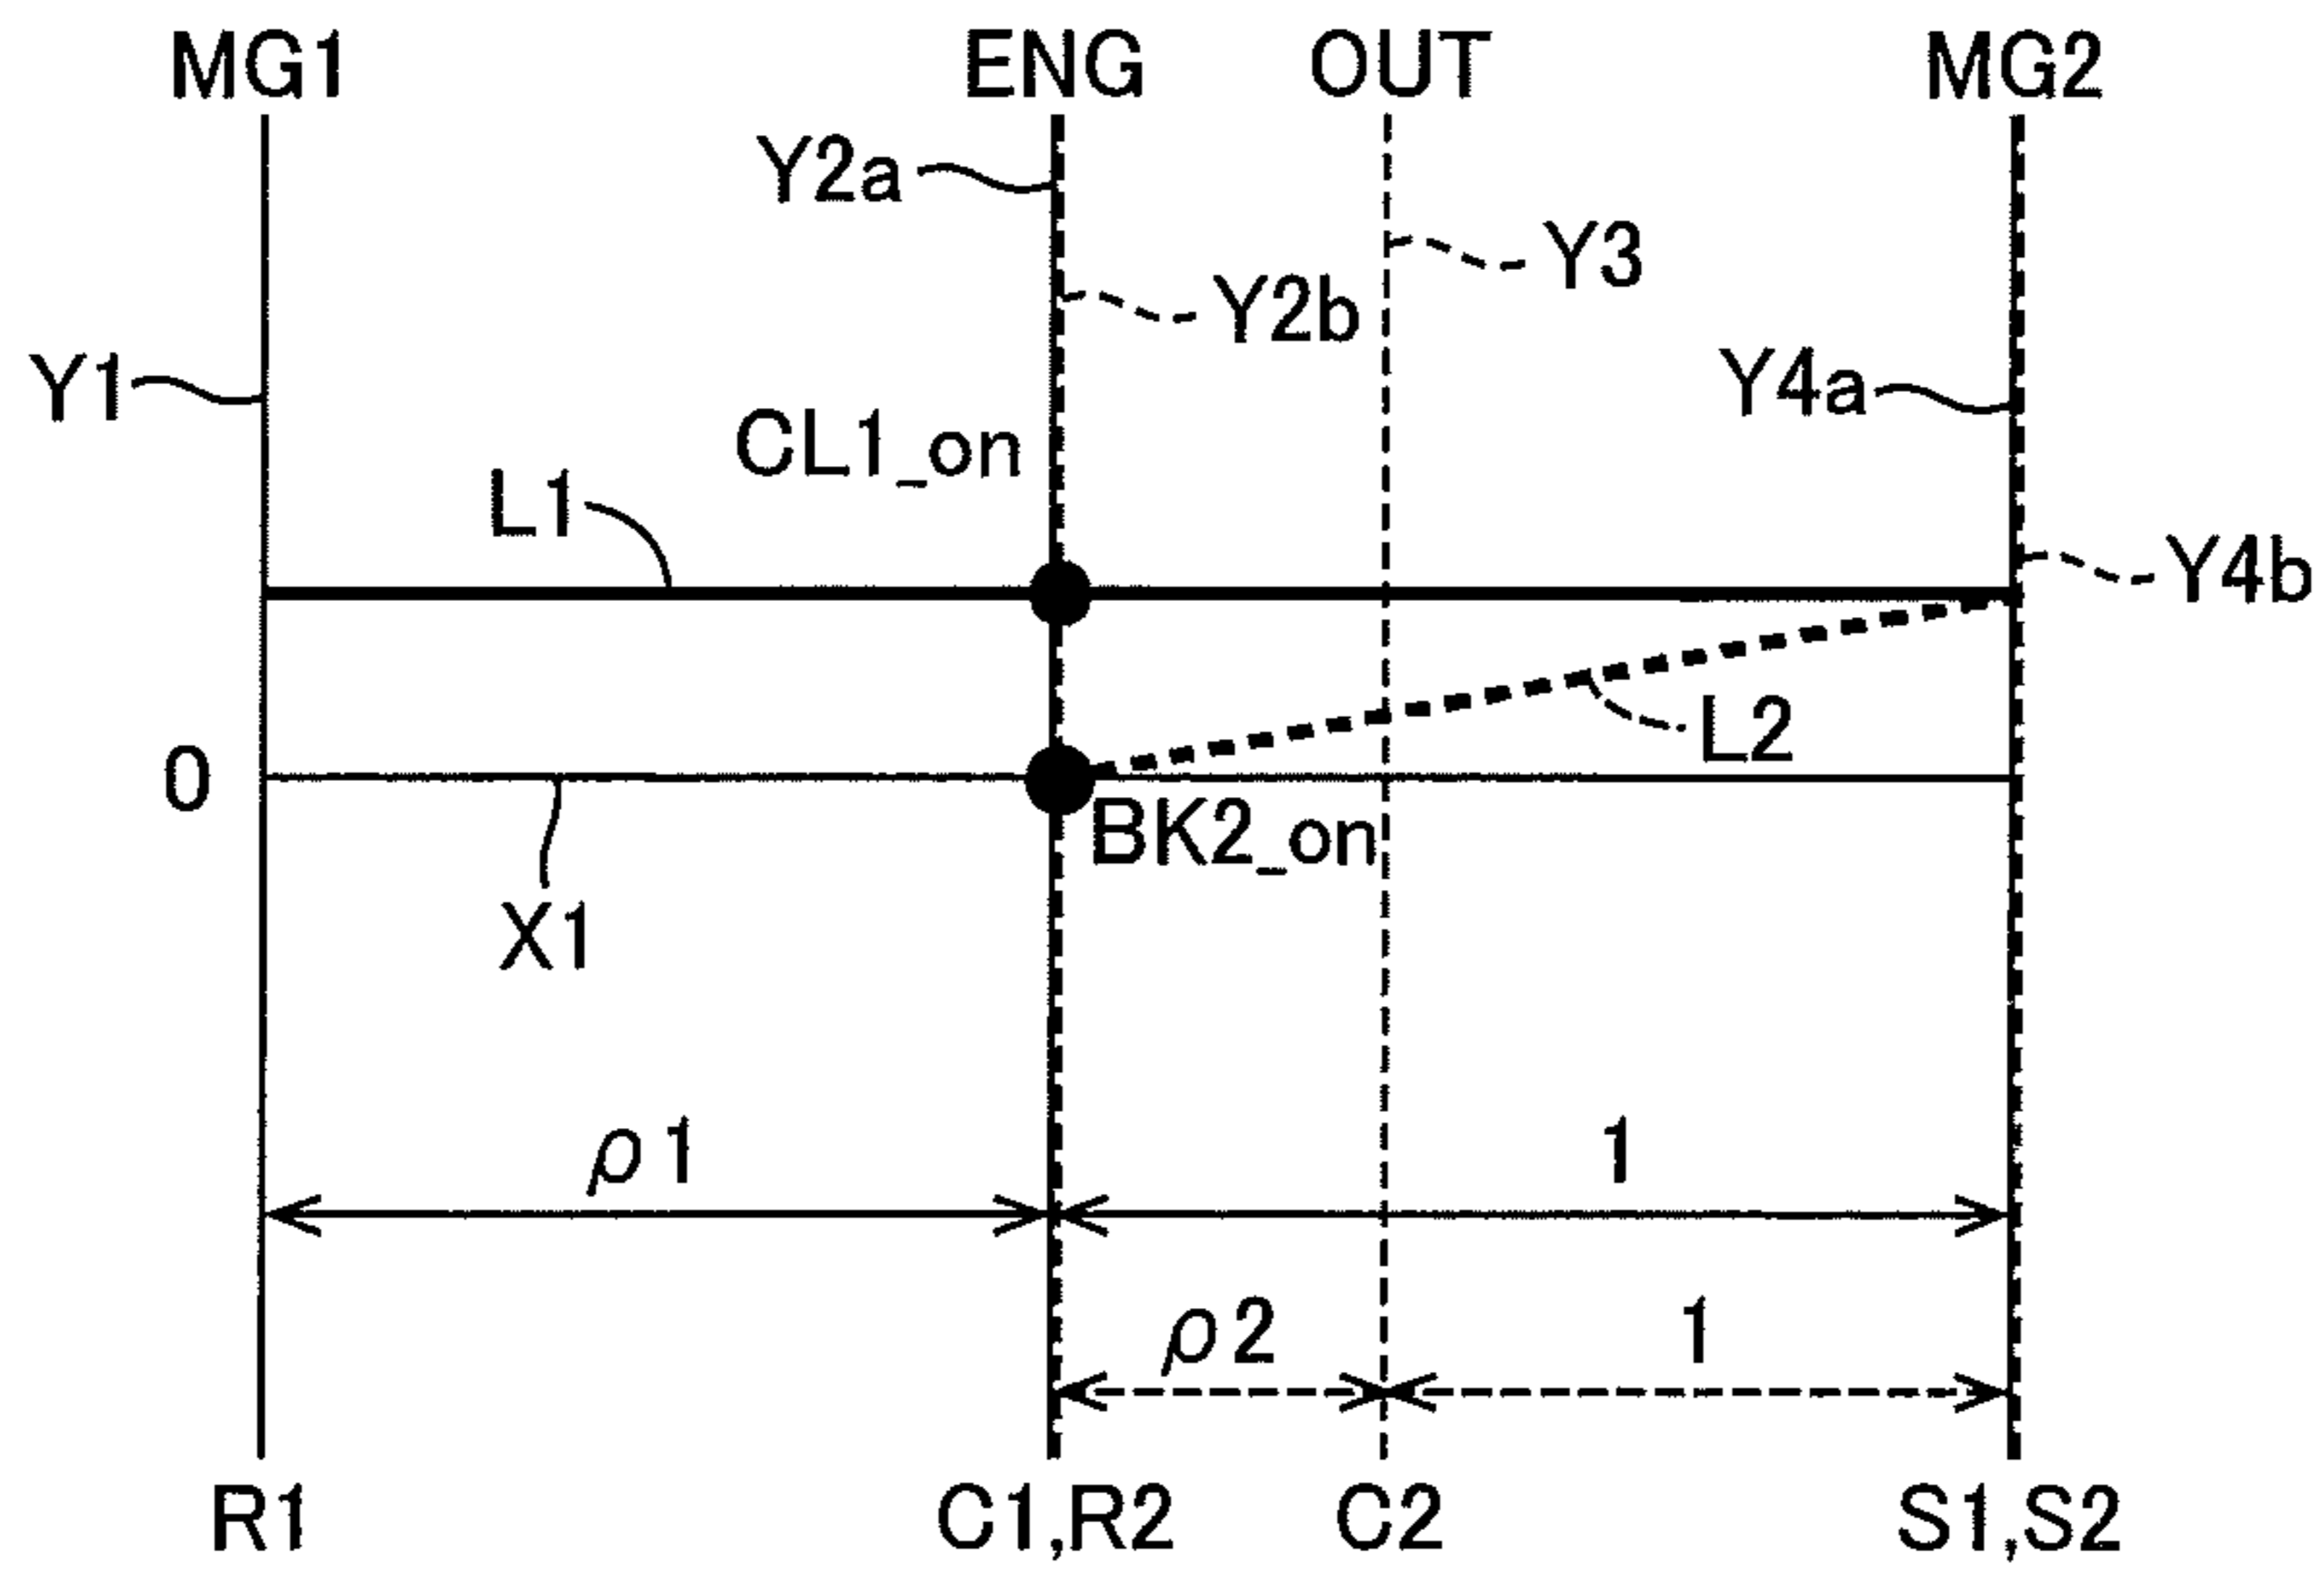 MG1 ENG OUT MG2
Y2a
Y3
Y2b
Y1
Y4a
CL1_on
L1
Y4b
L2
0
BK2_on
X1
ρ1 1
ρ2 1
R1 C1,R2 C2 S1,S2